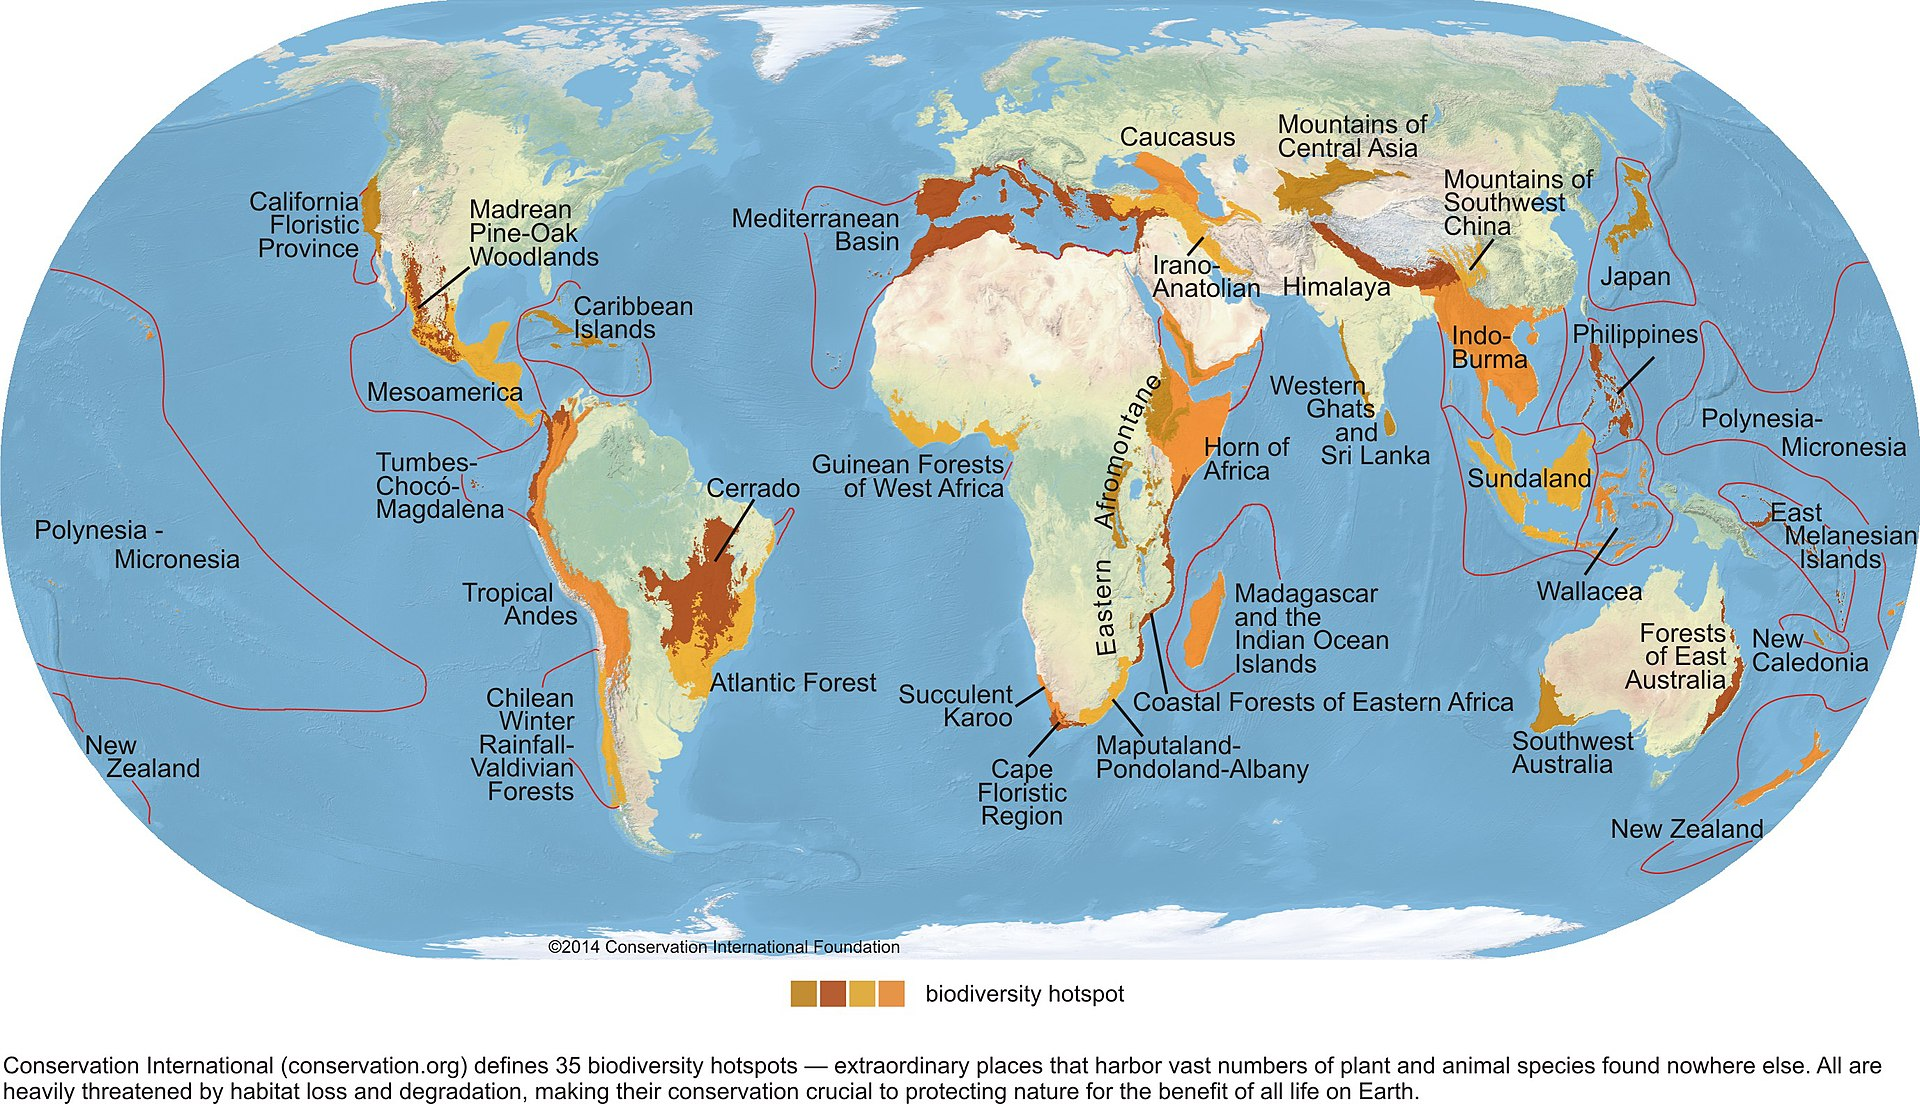 Caucasus
Mountains of
Central Asia
Mountains of
Southwest
China
California
Floristic
Province
Madrean
Pine-Oak
Woodlands
Mediterranean
Basin
Irano-
Anatolian
Himalaya
Japan
Caribbean
Islands
Indo-
Burma
Philippines
Mesoamerica
Western
Ghats
and
Sri Lanka
Polynesia-
Micronesia
Tumbes-
Chocó-
Magdalena
Cerrado
Guinean Forests
of West Africa
Eastern Afromontane
Horn of
Africa
Sundaland
Polynesia -
Micronesia
East
Melanesian
Islands
Tropical
Andes
Madagascar
and the
Indian Ocean
Islands
Wallacea
Forests
of East
Australia
New
Caledonia
Atlantic Forest
Chilean
Winter
Rainfall-
Valdivian
Forests
Succulent
Karoo
Coastal Forests of Eastern Africa
New
Zealand
Maputaland-
Pondoland-Albany
Southwest
Australia
Cape
Floristic
Region
New Zealand
©2014 Conservation International Foundation
biodiversity hotspot
Conservation International (conservation.org) defines 35 biodiversity hotspots — extraordinary places that harbor vast numbers of plant and animal species found nowhere else. All are
heavily threatened by habitat loss and degradation, making their conservation crucial to protecting nature for the benefit of all life on Earth.